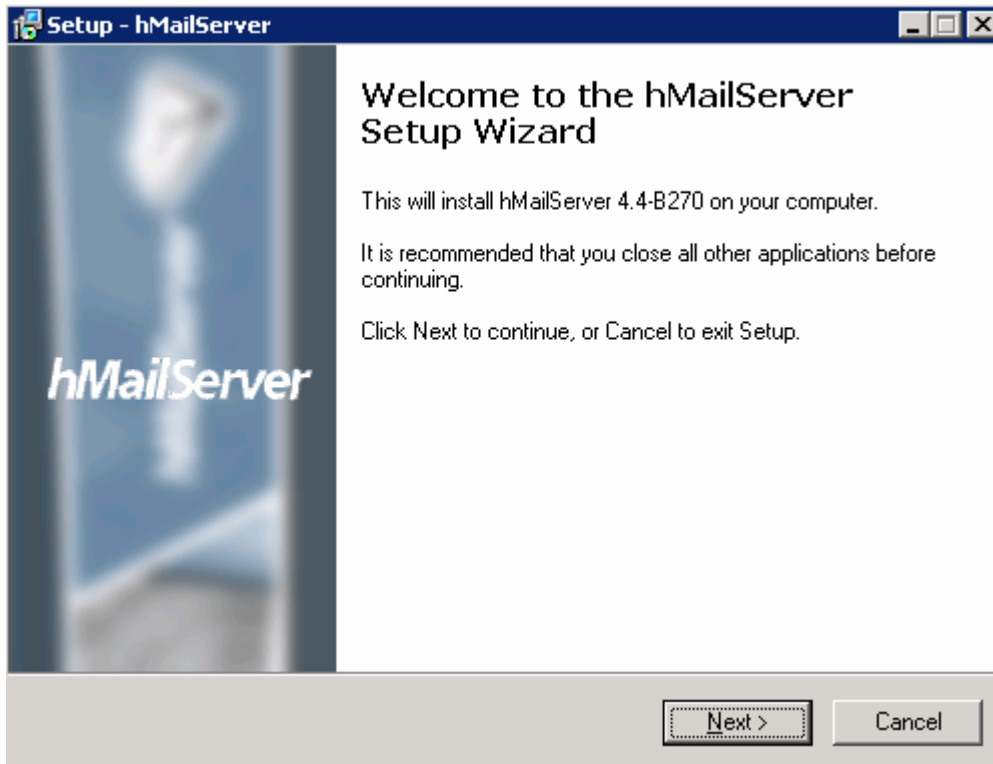 Setup - hMailServer
Welcome to the hMailServer
Setup Wizard
This will install hMailServer 4.4-B270 on your computer.
It is recommended that you close all other applications before
continuing.
Click Next to continue, or Cancel to exit Setup.
hMailServer
Next >
Cancel